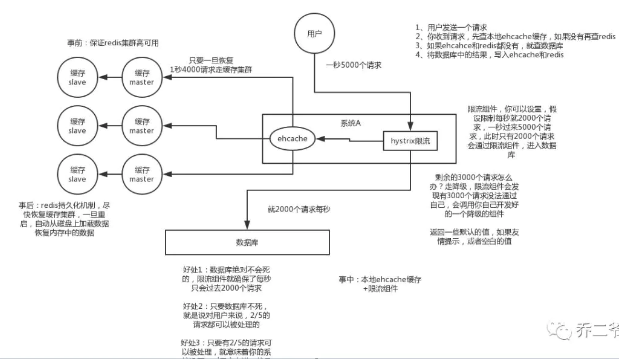 用户
1、用户发送一个请求
2、你收到请求，先查本地ehcache缓存，如果没有再查redis
3、如果ehcahce和redis都没有，就查数据库
4、将数据库中的结果，写入ehcache和redis
事前：保证redis集群高可用
只要一旦恢复
1秒4000请求走缓存集群
一秒5000个请求
缓存
slave
缓存
master
缓存
slave
缓存
master
缓存
slave
缓存
master
系统A
ehcache
hystrix限流
限流组件，你可以设置，假
设限制每秒就2000个请
求，一秒过来5000个请
求，此时只有2000个请求
会通过限流组件，进入数据
库
剩余的3000个请求怎么
办？走降级，限流组件会发
现有3000个请求没法通过
自己，会调用你自己开发好
的一个降级的组件
返回一些默认的值，如果友
情提示，或者空白的值
事后：redis持久化机制，尽
快恢复缓存集群，一旦重
启，自动从磁盘上加载数据
恢复内存中的数据
就2000个请求每秒
数据库
好处1：数据库绝对不会死
的，限流组件就确保了每秒
只会过去2000个请求
事中：本地ehcache缓存
+限流组件
好处2：只要数据库不死，
就是说对用户来说，2/5的
请求都可以被处理的
好处3：只要有2/5的请求可
以被处理，就意味着你的系
乔二爷